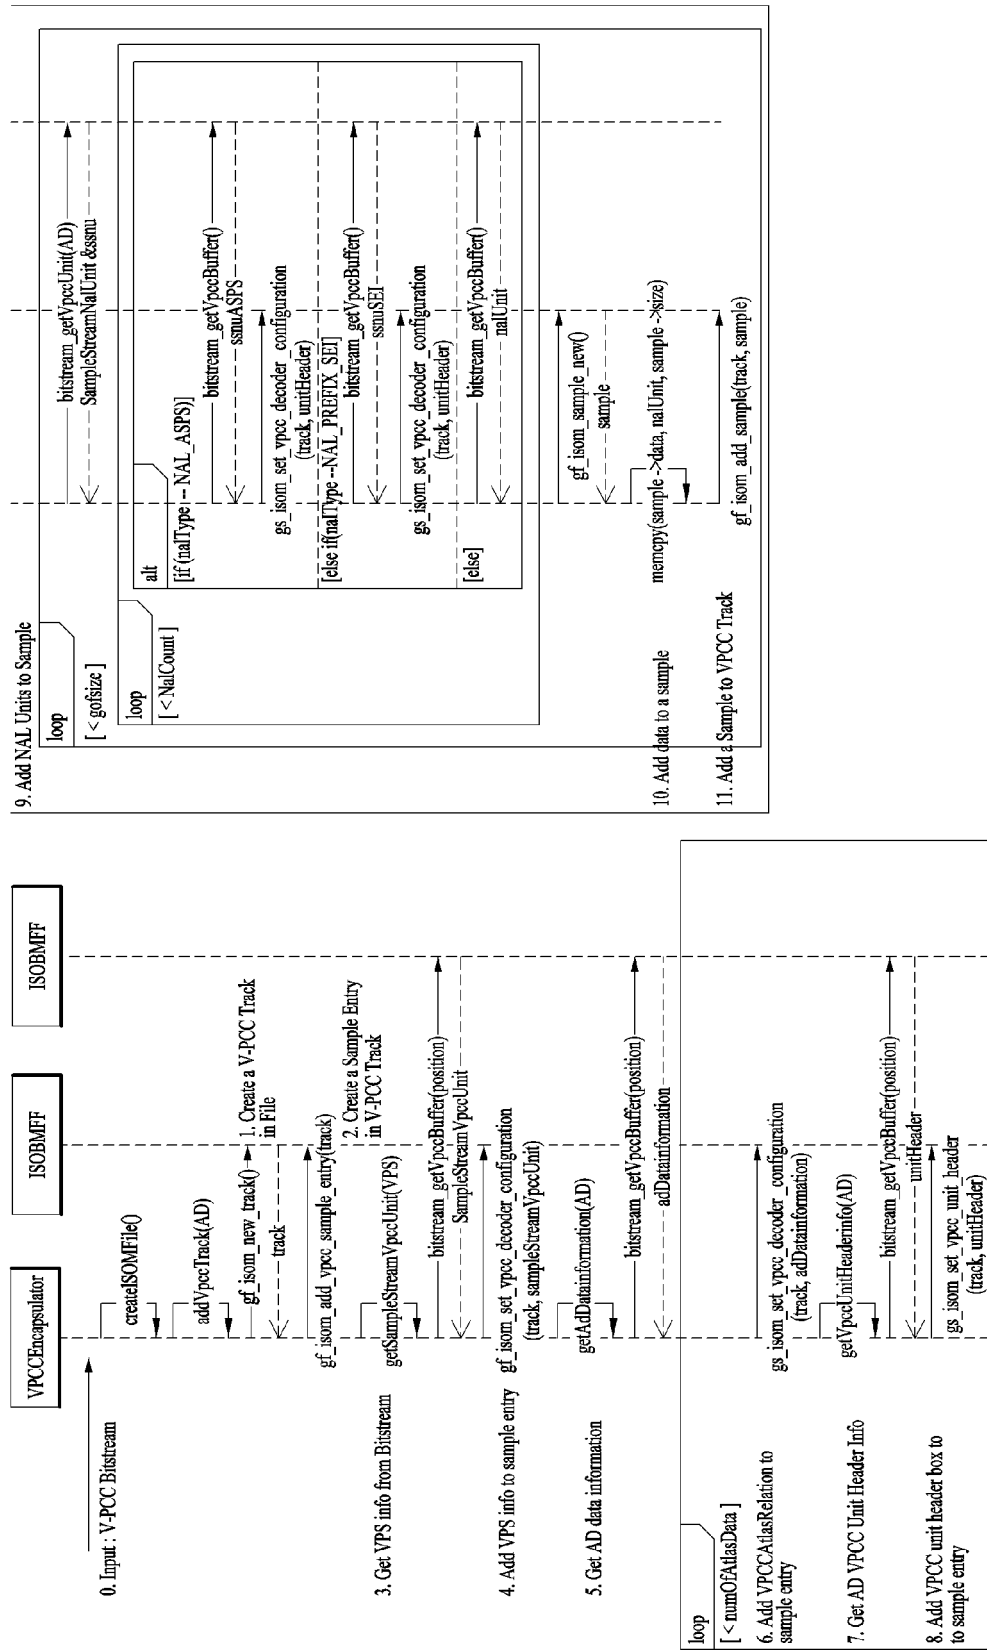 VPCCEncapsulator
ISOBMFF
ISOBMFF
0. Input : V-PCC Bitstream
createISOMFile()
addVpccTrack(AD)
gf_isom_new_track()
1. Create a V-PCC Track
in File
track
gf_isom_add_vpcc_sample_entry(track)
2. Create a Sample Entry
in V-PCC Track
3. Get VPS info from Bitstream
getSampleStreamVpccUnit(VPS)
bitstream_getVpccBuffer(position)
SampleStreamVpccUnit
4. Add VPS info to sample entry
gf_isom_set_vpcc_decoder_configuration
(track, sampleStreamVpccUnit)
5. Get AD data information
getAdDatainformation(AD)
bitstream_getVpccBuffer(position)
adDatainformation
loop
[ < numOfAtlasData ]
6. Add VPCCAtlasRelation to
sample entry
gs_isom_set_vpcc_decoder_configuration
(track, adDatainformation)
7. Get AD VPCC Unit Header Info
getVpccUnitHeaderinfo(AD)
bitstream_getVpccBuffer(position)
unitHeader
8. Add VPCC unit header box to
to sample entry
gs_isom_set_vpcc_unit_header
(track, unitHeader)
9. Add NAL Units to Sample
loop
[ < gofsize ]
bitstream_getVpccUnit(AD)
SampleStreamNalUnit &ssnu
loop
[ < NalCount ]
alt
[if (nalType -- NAL_ASPS)]
bitstream_getVpccBuffer()
ssnuASPS
gs_isom_set_vpcc_decoder_configuration
(track, unitHeader)
[else if(nalType --NAL_PREFIX_SEI]
bitstream_getVpccBuffer()
ssnuSEI
gs_isom_set_vpcc_decoder_configuration
(track, unitHeader)
[else]
bitstream_getVpccBuffer()
nalUnit
gf_isom_sample_new()
sample
10. Add data to a sample
memcpy(sample ->data, nalUnit, sample ->size)
11. Add a Sample to VPCC Track
gf_isom_add_sample(track, sample)